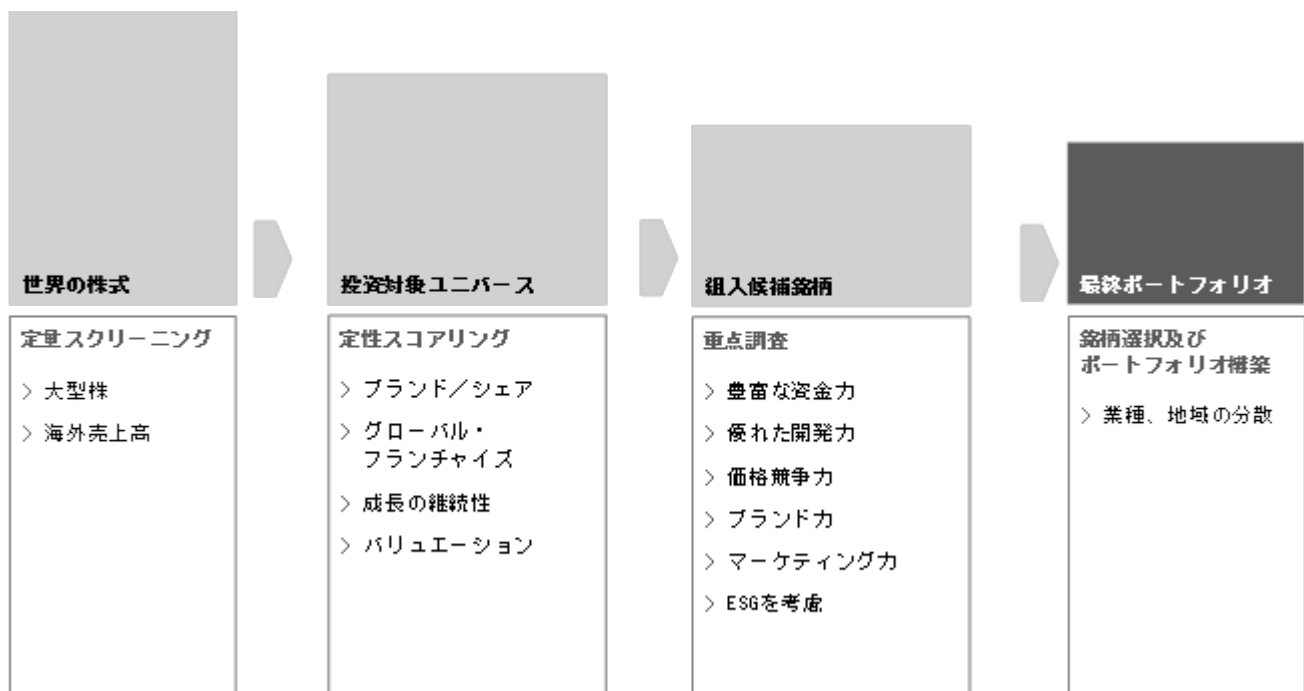 世界の株式
定量スクリーニング
> 大型株
> 海外売上高
投資対象ユニバース
定性スコアリング
> ブランド/シェア
> グローバル・
フランチャイズ
> 成長の継続性
> バリュエーション
組入候補銘柄
重点調査
> 豊富な資金力
> 優れた開発力
> 価格競争力
> ブランド力
> マーケティング力
> ESGを考慮
最終ポートフォリオ
銘柄選択及び
ポートフォリオ構築
> 業種、地域の分散